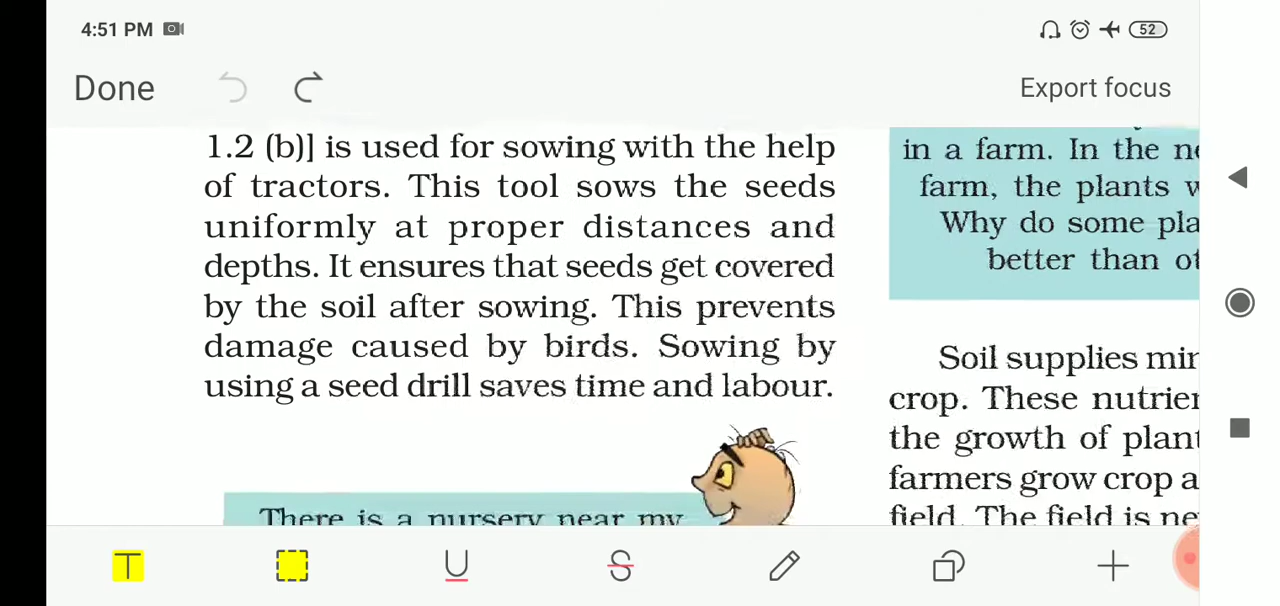 4:51 PM
52
Done
Export focus
1.2 (b)] is used for sowing with the help
of tractors. This tool sows the seeds
uniformly at proper distances and
depths. It ensures that seeds get covered
by the soil after sowing. This prevents
damage caused by birds. Sowing by
using a seed drill saves time and labour.
There is a nursery near my
in a farm. In the
farm, the plants
Why do some
better than
Soil supplies
crop. These
the growth of
farmers grow crop
field. The field is
T
U
S